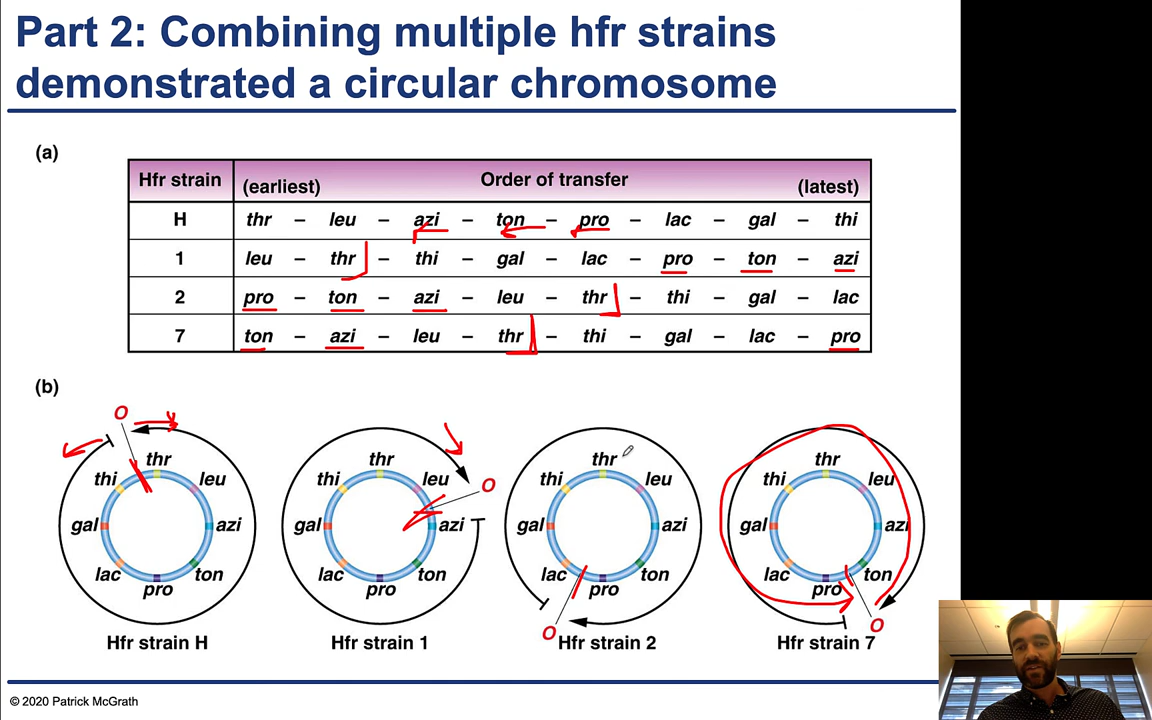 Part 2: Combining multiple hfr strains
demonstrated a circular chromosome
(a)
Hfr strain (earliest) Order of transfer (latest)
H thr – leu – azi – ton – pro – lac – gal – thi
1 leu – thr – thi – gal – lac – pro – ton – azi
2 pro – ton – azi – leu – thr – thi – gal – lac
7 ton – azi – leu – thr – thi – gal – lac – pro
(b)
O
thr
thi leu
gal azi
lac ton
pro
Hfr strain H
thr
thi leu O
gal azi
lac ton
pro
Hfr strain 1
thr
thi leu
gal azi
lac ton
pro
O
Hfr strain 2
thr
thi leu
gal azi
lac ton
pro
O
Hfr strain 7
© 2020 Patrick McGrath